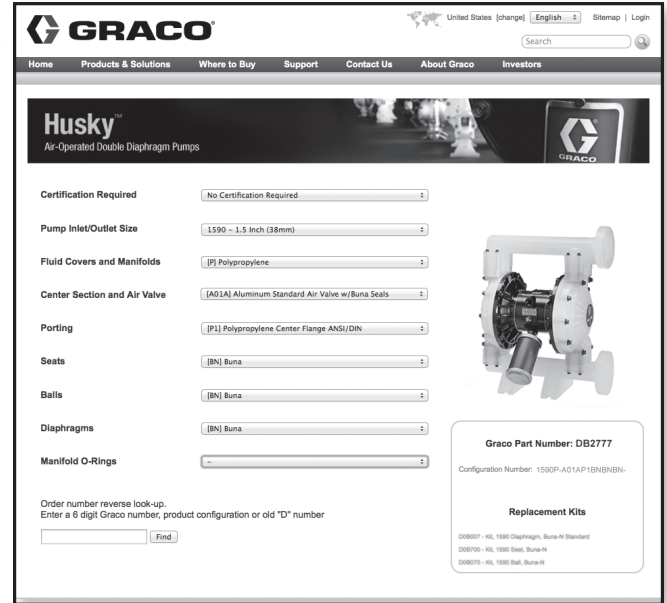 GRACO
United States [change] English Sitemap | Login
Search
Home Products & Solutions Where to Buy Support Contact Us About Graco Investors
Husky™
Air-Operated Double Diaphragm Pumps
GRACO
Certification Required No Certification Required
Pump Inlet/Outlet Size 1590 – 1.5 Inch (38mm)
Fluid Covers and Manifolds [P] Polypropylene
Center Section and Air Valve [A01A] Aluminum Standard Air Valve w/Buna Seals
Porting [P1] Polypropylene Center Flange ANSI/DIN
Seats [BN] Buna
Balls [BN] Buna
Diaphragms [BN] Buna
Manifold O-Rings –
Order number reverse look-up.
Enter a 6 digit Graco number, product configuration or old "D" number
Find
Graco Part Number: DB2777
Configuration Number: 1590P-A01AP1BNBNBN-
Replacement Kits
D0B007 - Kit, 1590 Diaphragm, Buna-N Standard
D0B700 - Kit, 1590 Seat, Buna-N
D0B070 - Kit, 1590 Ball, Buna-N